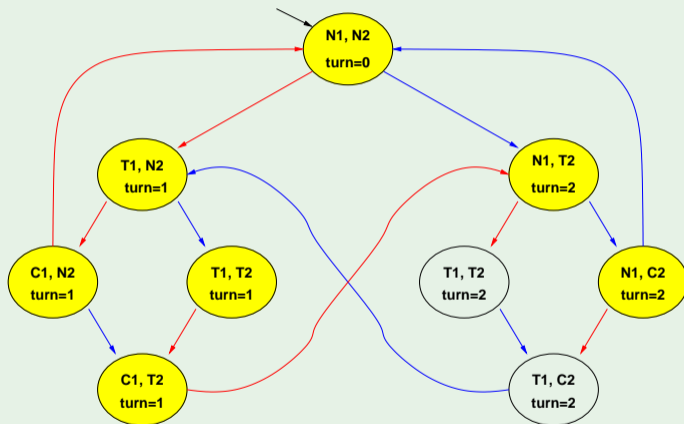 N1, N2
turn=0
T1, N2
turn=1
N1, T2
turn=2
C1, N2
turn=1
T1, T2
turn=1
T1, T2
turn=2
N1, C2
turn=2
C1, T2
turn=1
T1, C2
turn=2